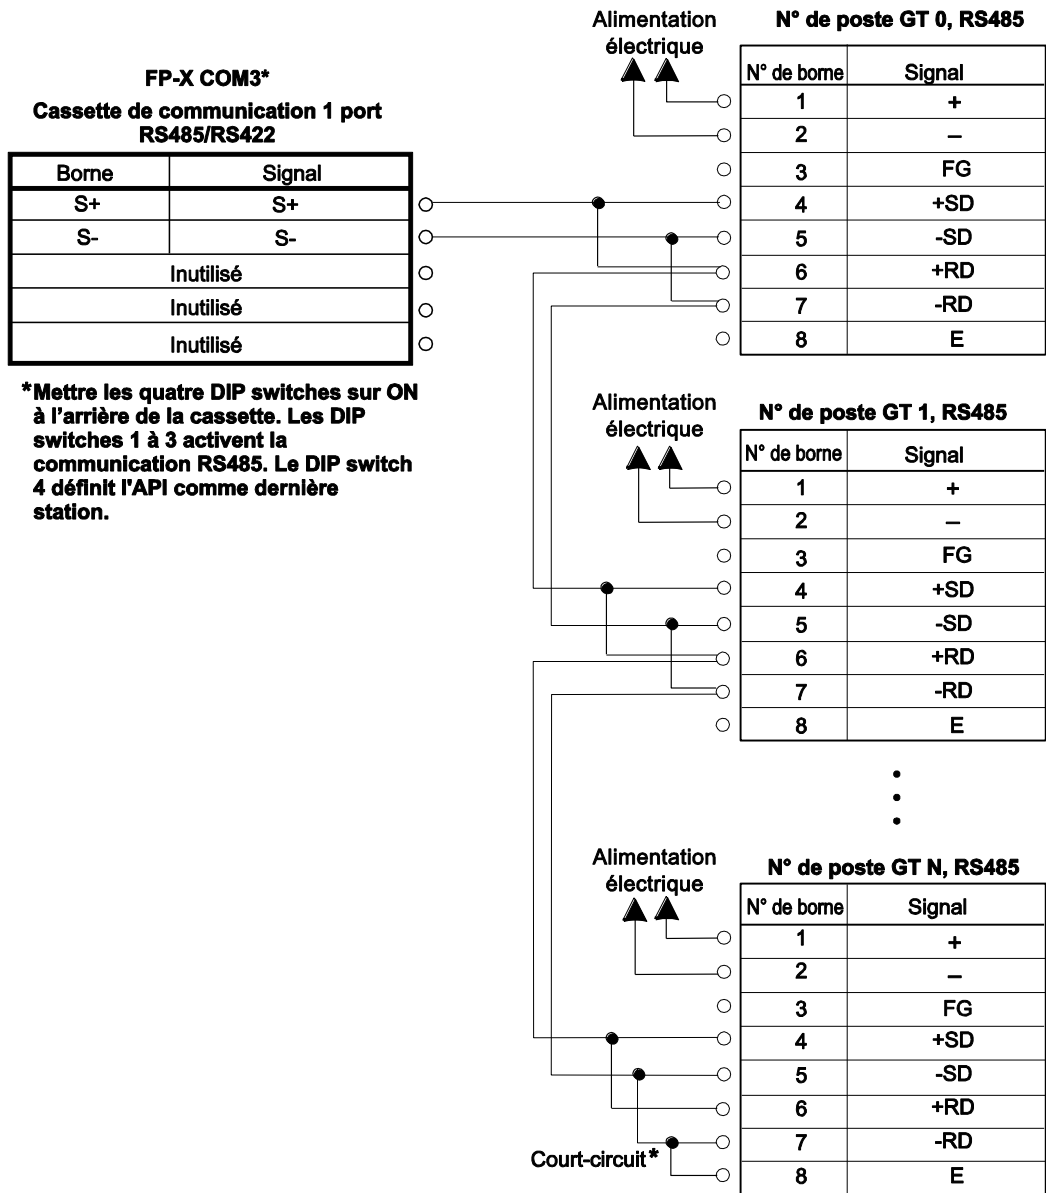 FP-X COM3*
Cassette de communication 1 port
RS485/RS422
Borne Signal
S+ S+
S- S-
Inutilisé
Inutilisé
Inutilisé
*Mettre les quatre DIP switches sur ON
à l’arrière de la cassette. Les DIP
switches 1 à 3 activent la
communication RS485. Le DIP switch
4 définit l'API comme dernière
station.
Alimentation
électrique
N° de poste GT 0, RS485
N° de borne Signal
1 +
2 –
3 FG
4 +SD
5 -SD
6 +RD
7 -RD
8 E
Alimentation
électrique
N° de poste GT 1, RS485
N° de borne Signal
1 +
2 –
3 FG
4 +SD
5 -SD
6 +RD
7 -RD
8 E
Alimentation
électrique
N° de poste GT N, RS485
N° de borne Signal
1 +
2 –
3 FG
4 +SD
5 -SD
6 +RD
7 -RD
8 E
Court-circuit*